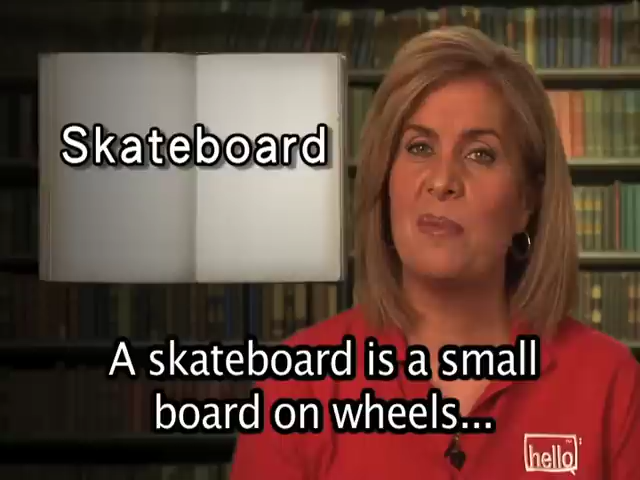 Skateboard
A skateboard is a small
board on wheels...
hello